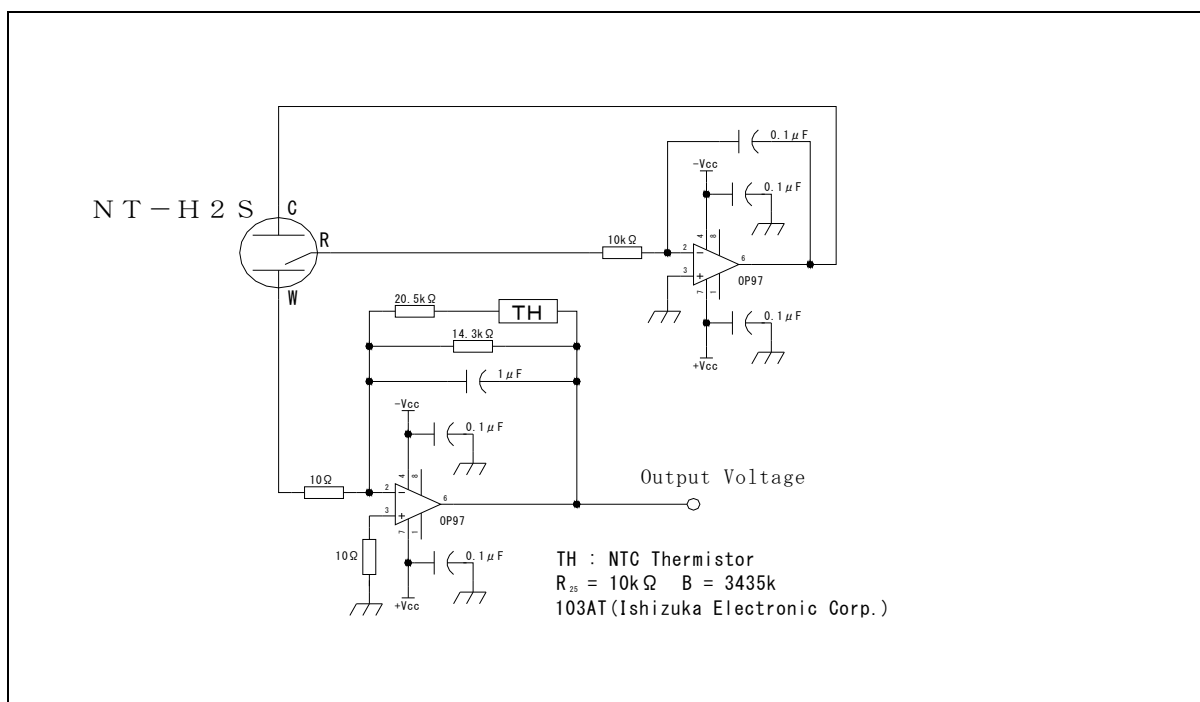 0.1μF
-Vcc
0.1μF
NT-H2S
C
R
10kΩ
4
8
2
-
6
3
+
OP97
7
1
W
20.5kΩ
TH
0.1μF
14.3kΩ
+Vcc
1μF
-Vcc
0.1μF
Output Voltage
10Ω
4
8
2
-
6
3
+
OP97
7
1
10Ω
0.1μF
+Vcc
TH : NTC Thermistor
R₂₅ = 10kΩ B = 3435k
103AT(Ishizuka Electronic Corp.)